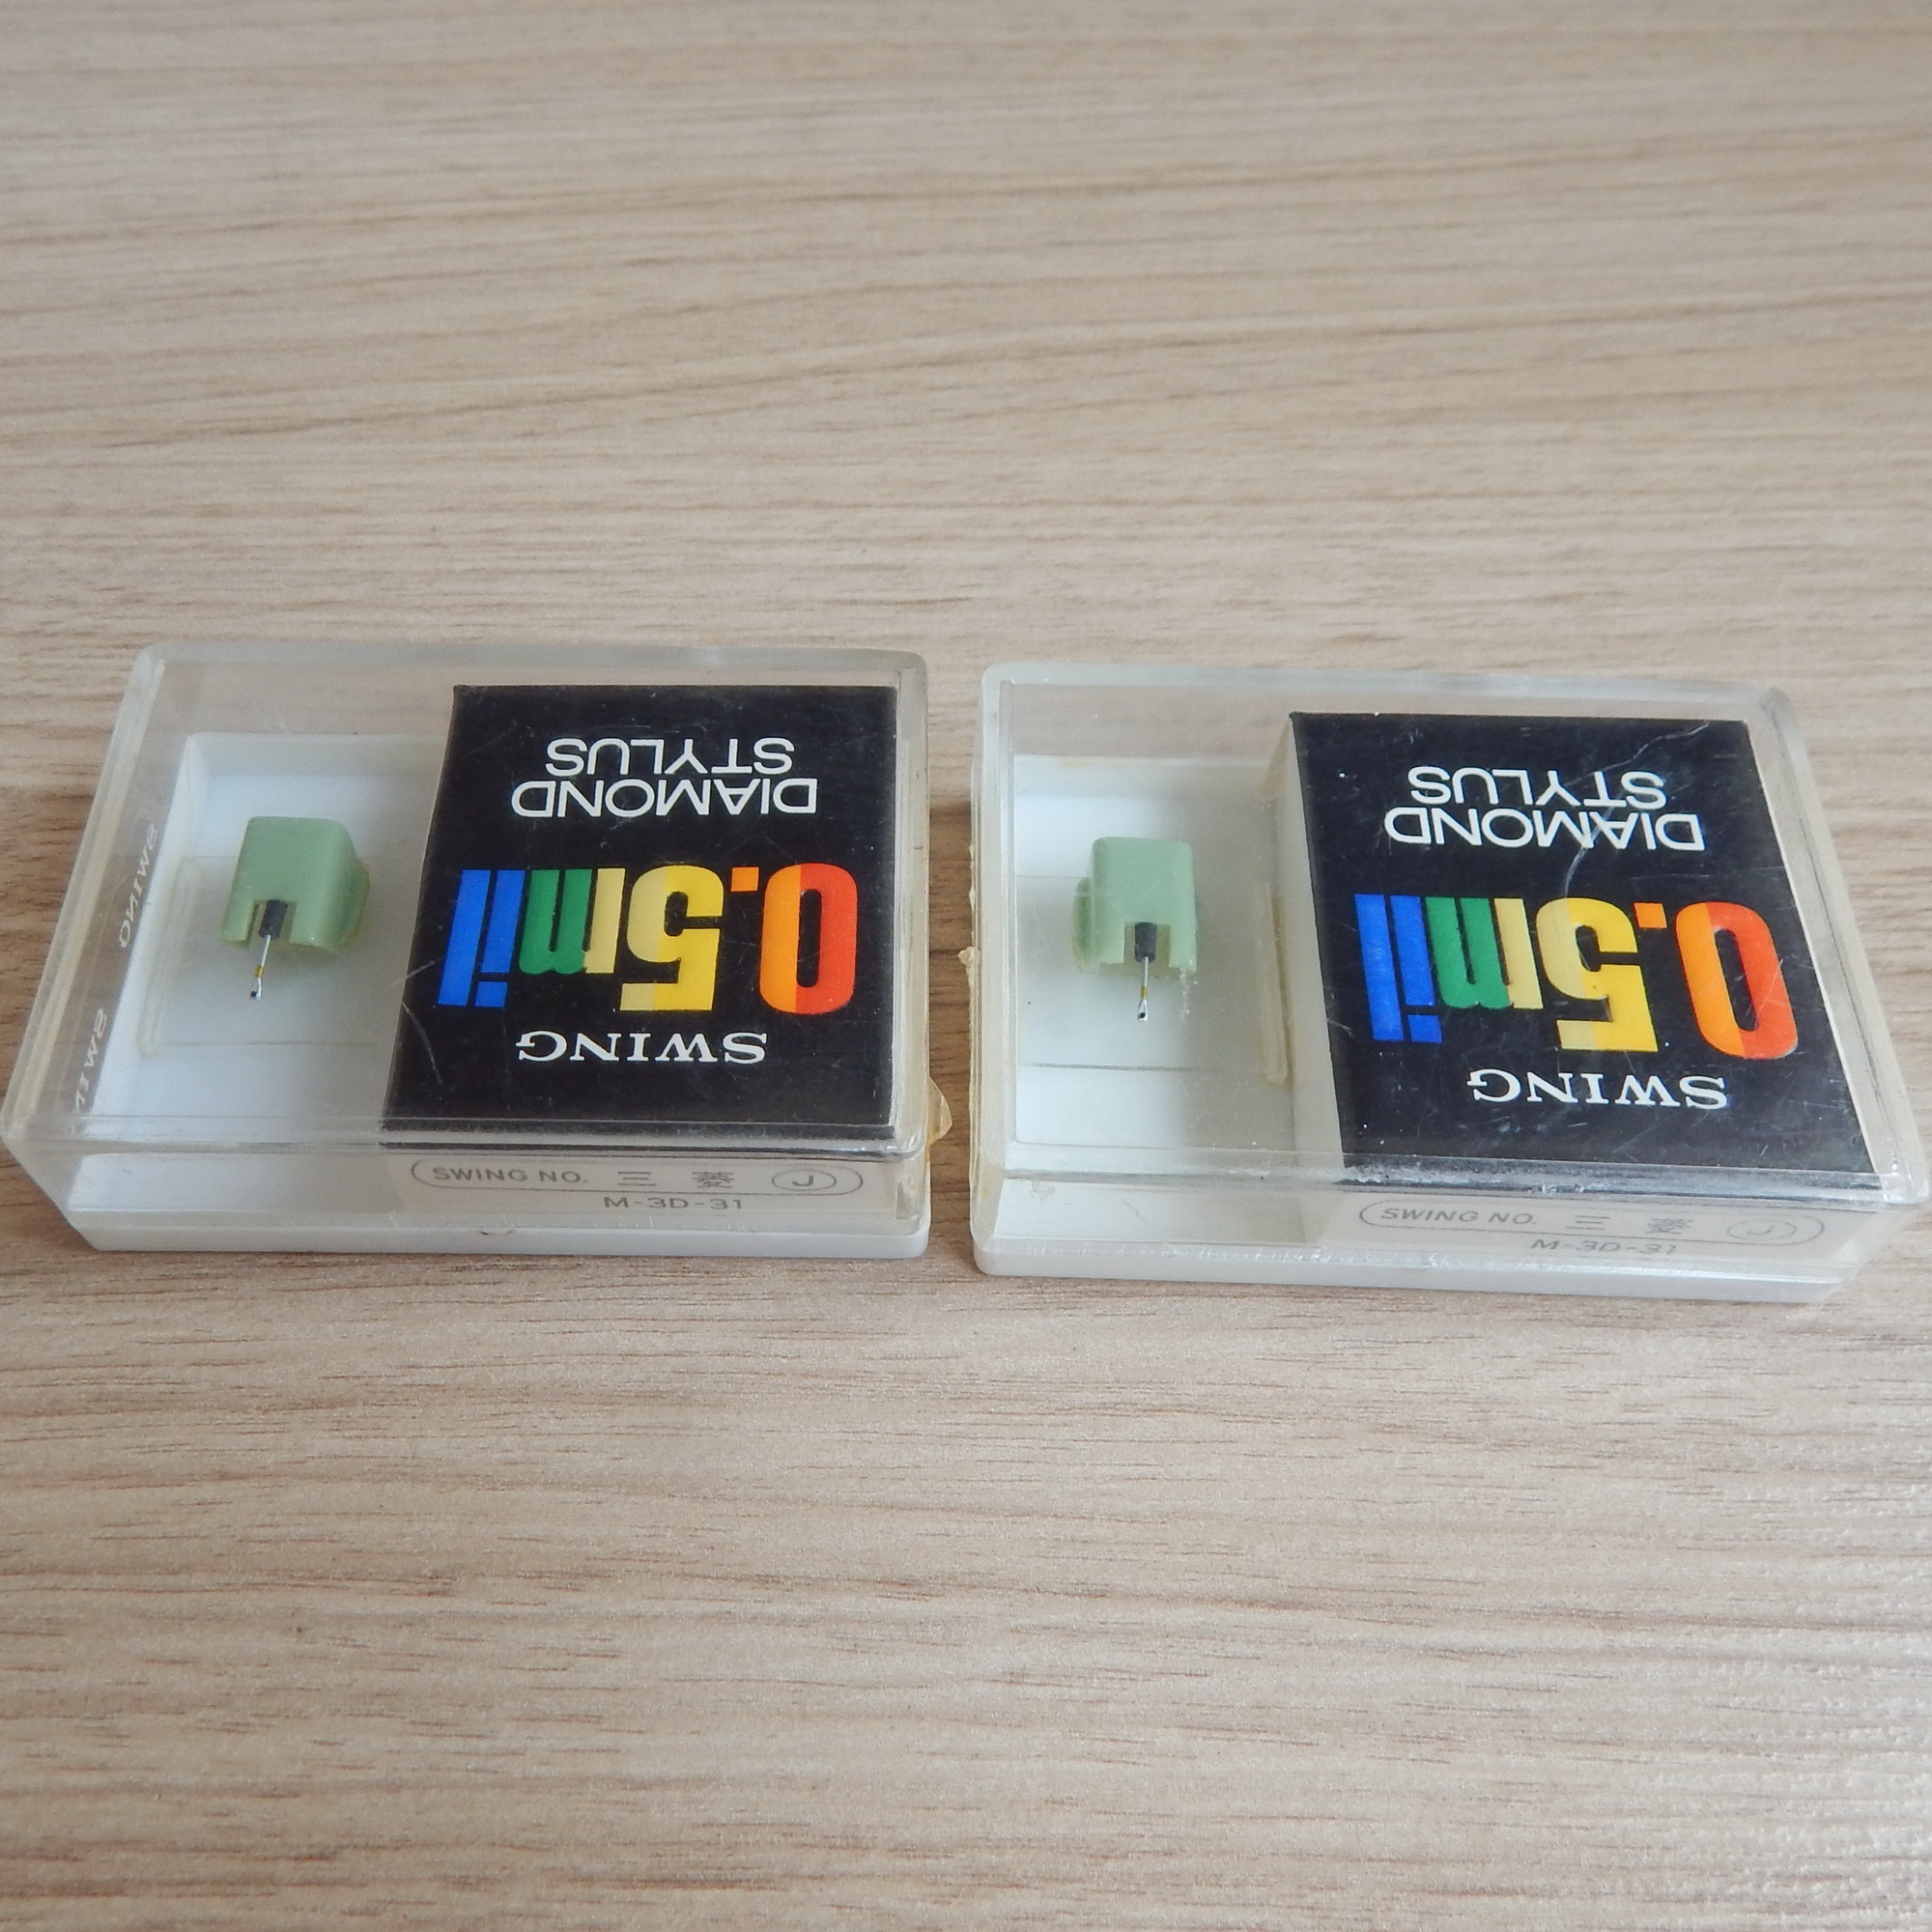 SWING
0.5mil
DIAMOND
STYLUS
SWING NO. 三菱 J
M-3D-31
SWING
SWING
0.5mil
DIAMOND
STYLUS
SWING NO. 三菱 J
M-3D-31